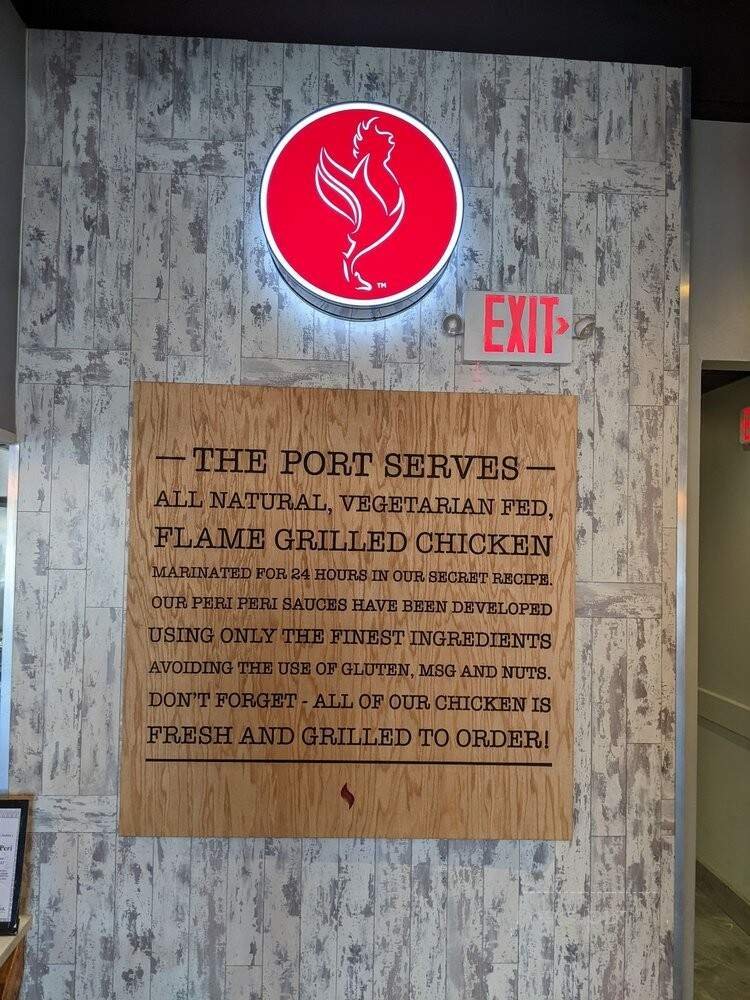 TM
EXIT
— THE PORT SERVES —
ALL NATURAL, VEGETARIAN FED,
FLAME GRILLED CHICKEN
MARINATED FOR 24 HOURS IN OUR SECRET RECIPE.
OUR PERI PERI SAUCES HAVE BEEN DEVELOPED
USING ONLY THE FINEST INGREDIENTS
AVOIDING THE USE OF GLUTEN, MSG AND NUTS.
DON'T FORGET - ALL OF OUR CHICKEN IS
FRESH AND GRILLED TO ORDER!
Peri